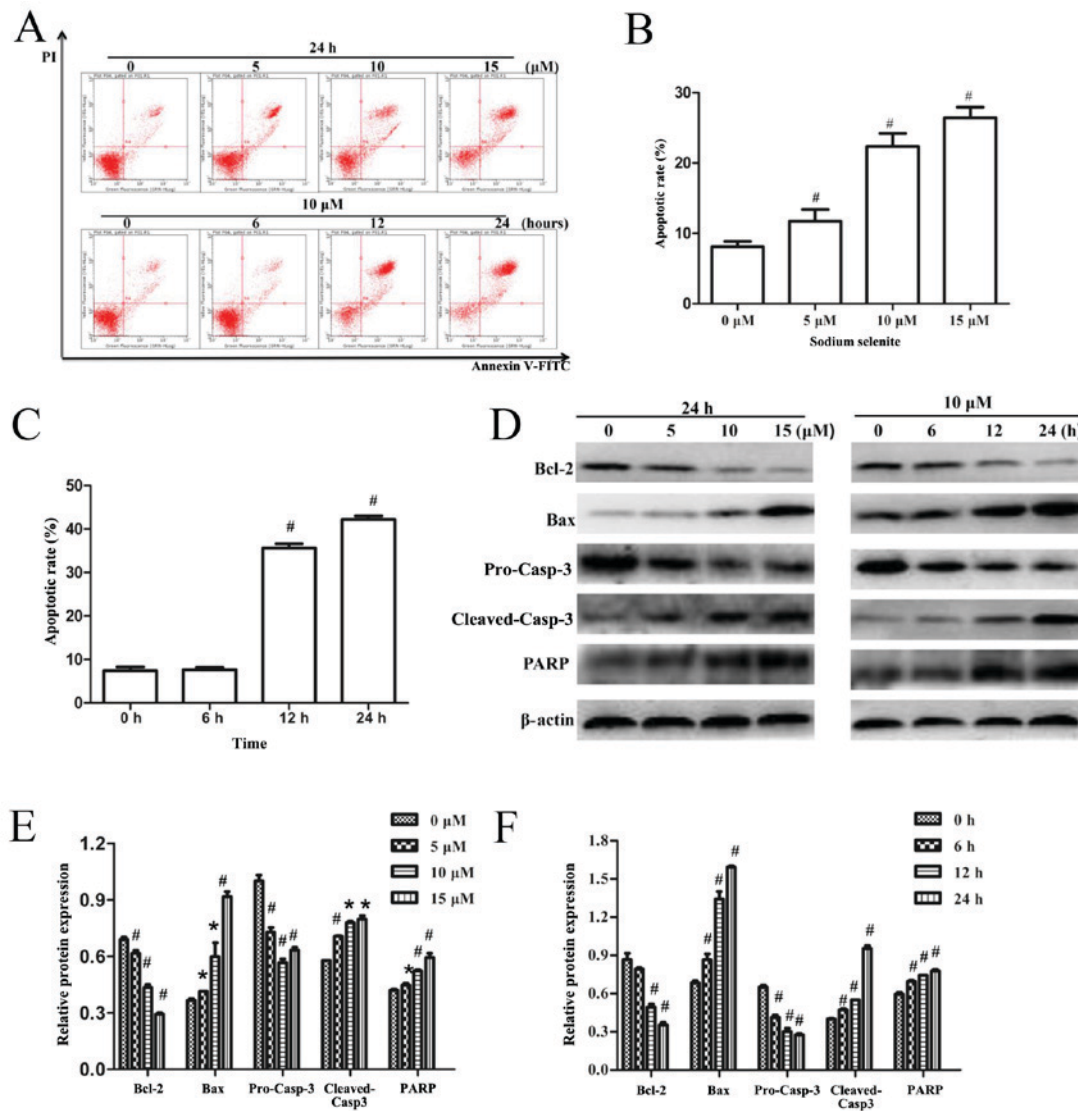 A
PI
24 h
0 5 10 15 (μM)
10 μM
0 6 12 24 (hours)
Annexin V-FITC
B
Apoptotic rate (%)
30
20
10
0
0 μM 5 μM 10 μM 15 μM
Sodium selenite
# # #
C
Apoptotic rate (%)
50
40
30
20
10
0
0 h 6 h 12 h 24 h
Time
# #
D
24 h 10 μM
0 5 10 15 (μM) 0 6 12 24 (h)
Bcl-2
Bax
Pro-Casp-3
Cleaved-Casp-3
PARP
β-actin
E
Relative protein expression
1.2
0.9
0.6
0.3
0.0
0 μM
5 μM
10 μM
15 μM
# # #
* * #
# # #
# * *
* # #
Bcl-2 Bax Pro-Casp-3 Cleaved-Casp3 PARP
F
Relative protein expression
1.8
1.5
1.2
0.9
0.6
0.3
0.0
0 h
6 h
12 h
24 h
# #
# # #
# # #
# # #
# # #
Bcl-2 Bax Pro-Casp-3 Cleaved-Casp3 PARP